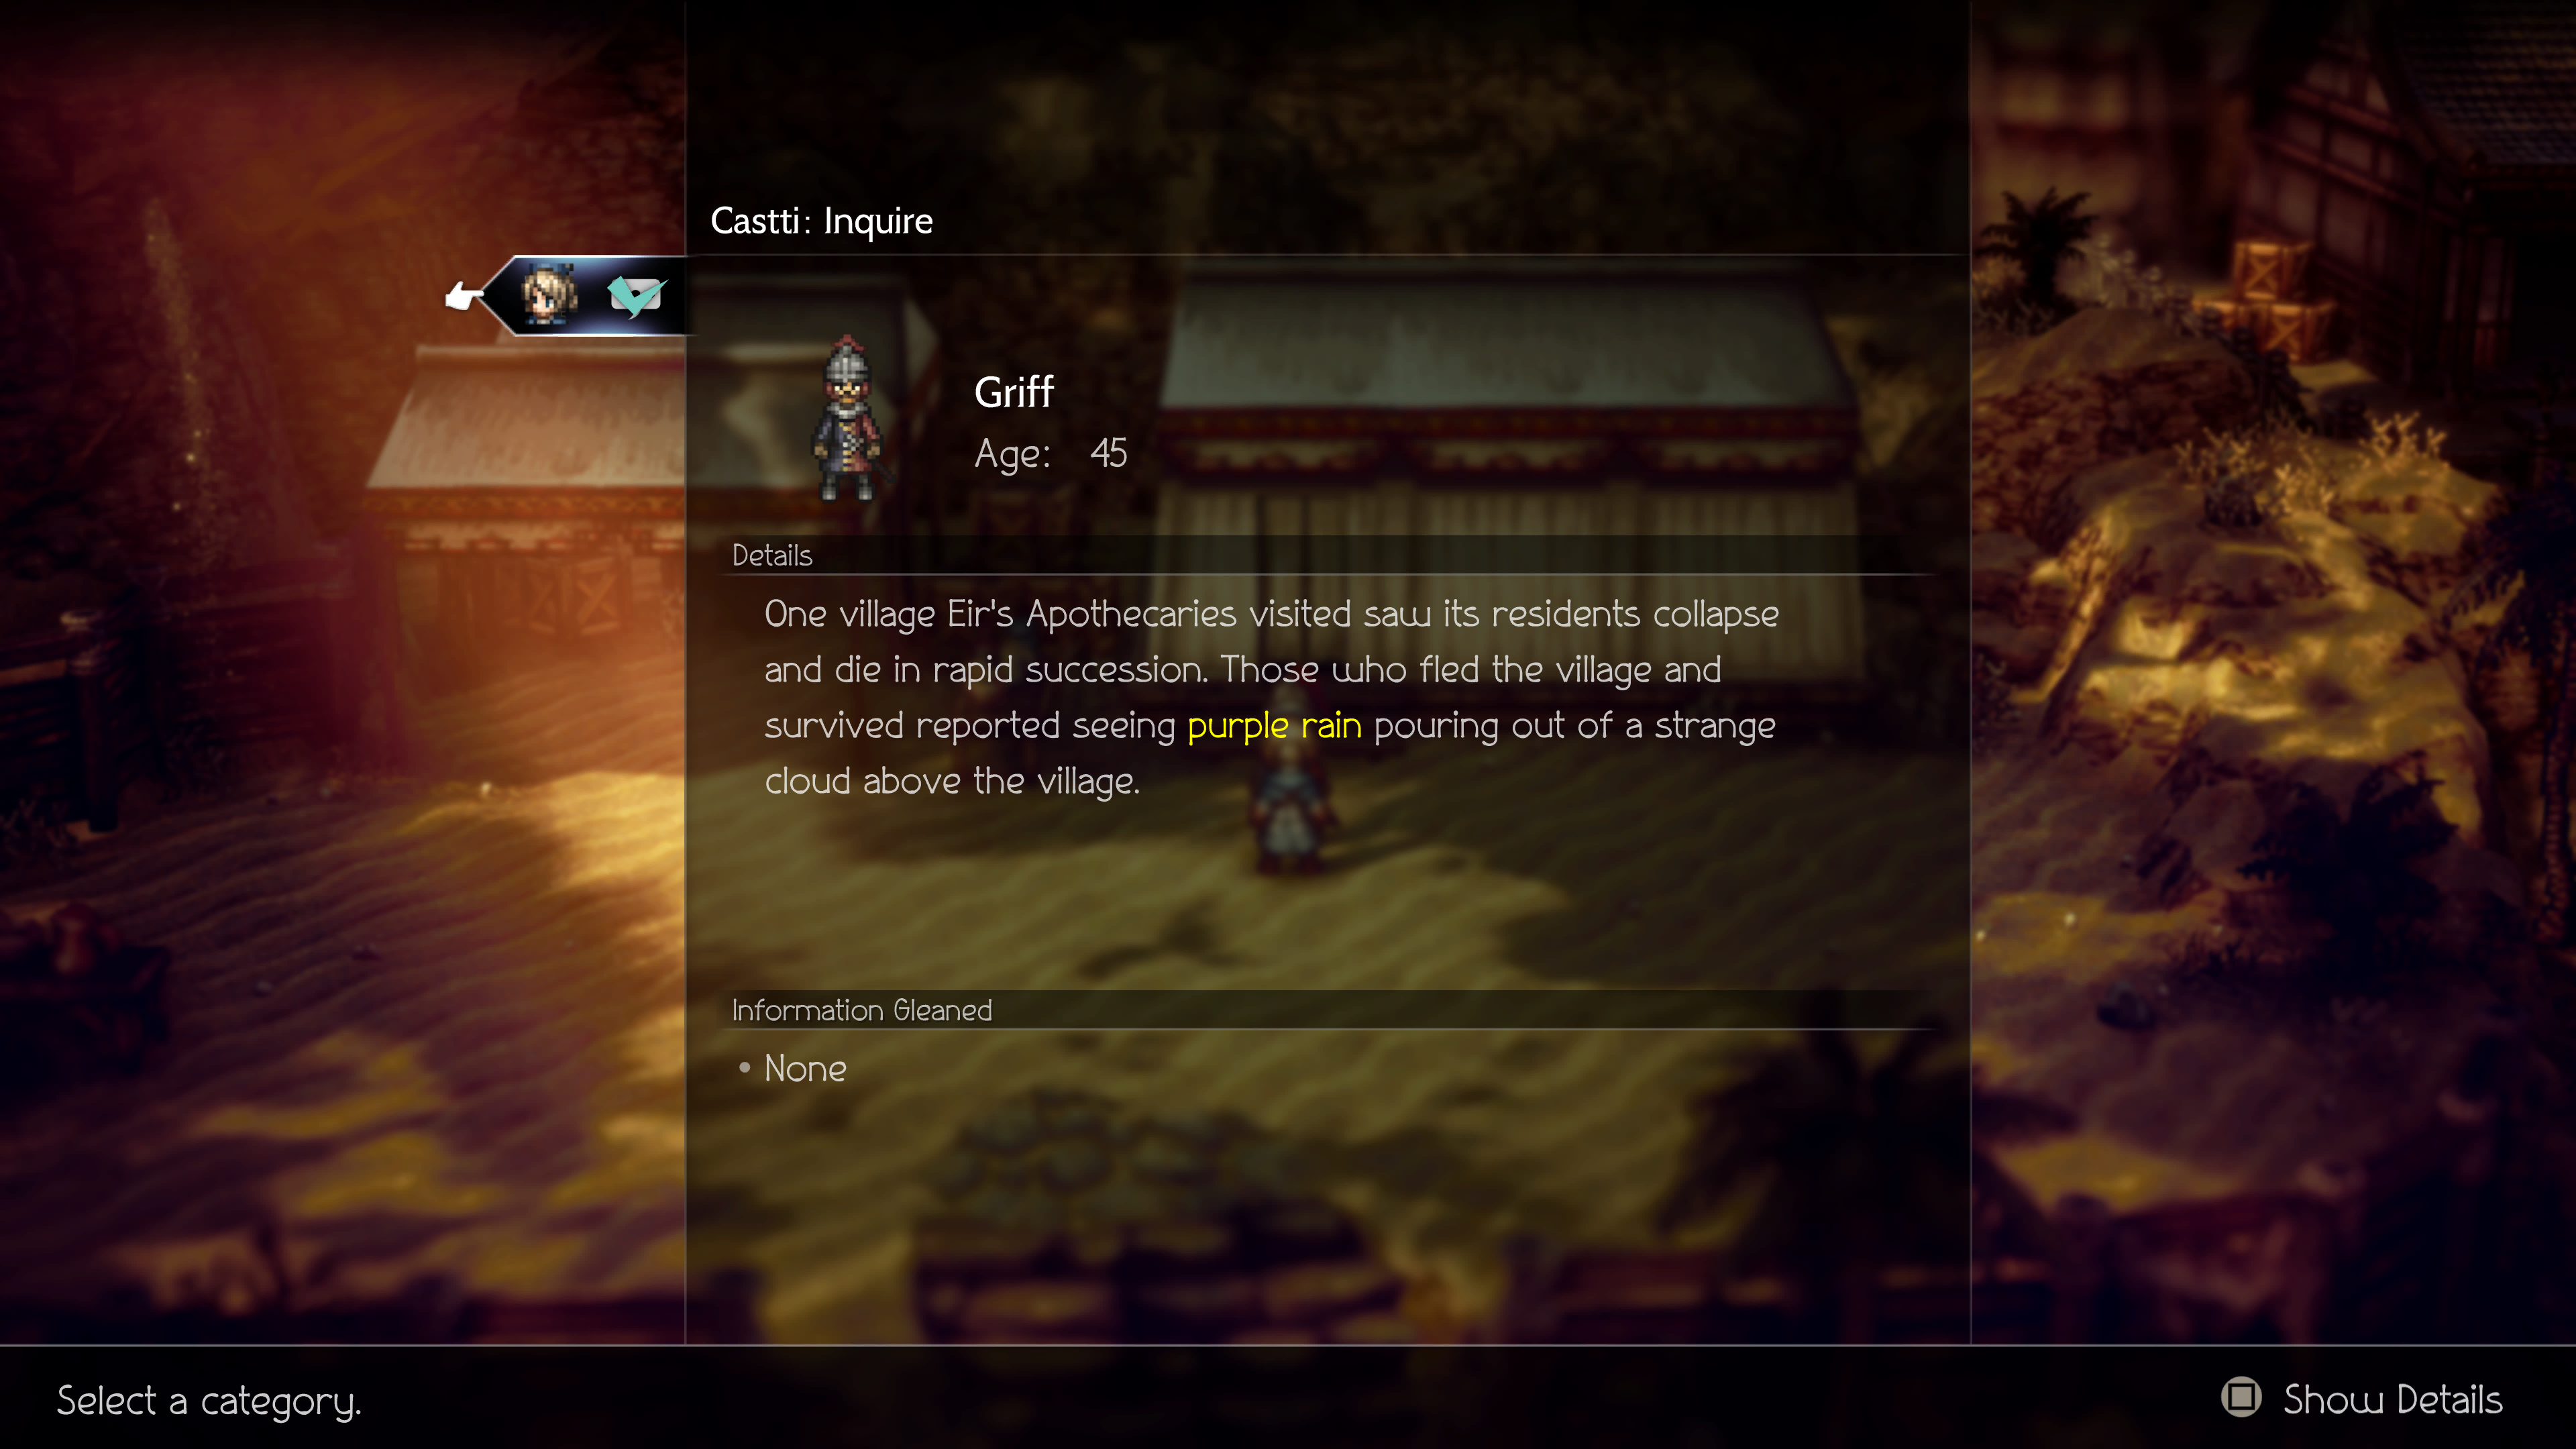 Castti: Inquire
Griff
Age: 45
Details
One village Eir's Apothecaries visited saw its residents collapse
and die in rapid succession. Those who fled the village and
survived reported seeing purple rain pouring out of a strange
cloud above the village.
Information Gleaned
• None
Select a category.
Show Details